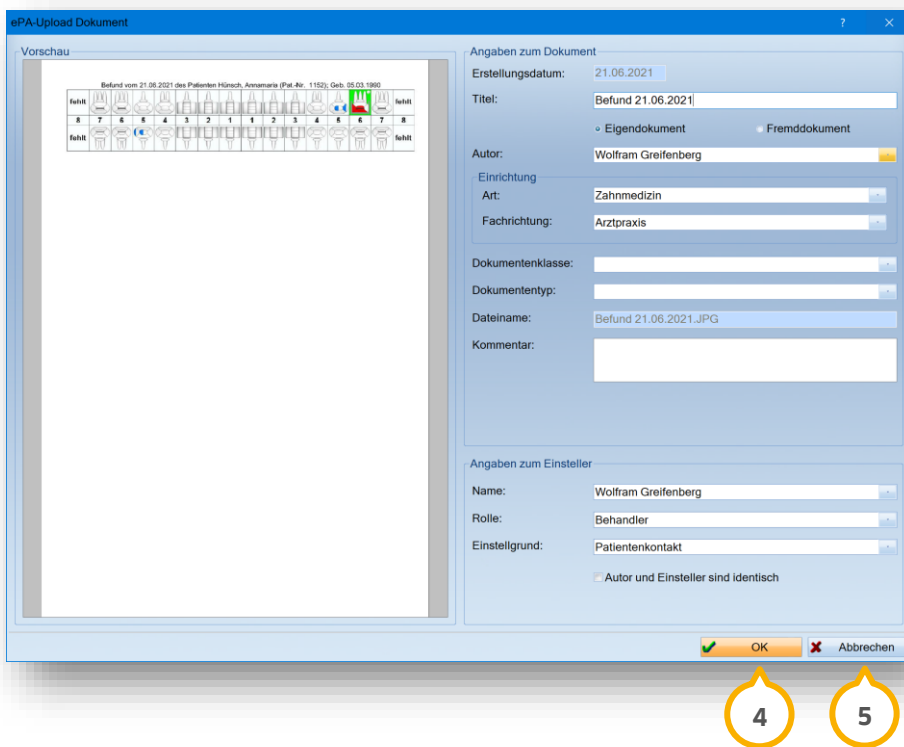 ePA-Upload Dokument
?
Vorschau
Befund vom 21.06.2021 des Patienten Hünsch, Annamaria (Pat.-Nr. 1152); Geb. 05.03.1990
fehlt fehlt
8 7 6 5 4 3 2 1 1 2 3 4 5 6 7 8
fehlt fehlt
Angaben zum Dokument
Erstellungsdatum: 21.06.2021
Titel: Befund 21.06.2021
Eigendokument Fremddokument
Autor: Wolfram Greifenberg
Einrichtung
Art: Zahnmedizin
Fachrichtung: Arztpraxis
Dokumentenklasse:
Dokumententyp:
Dateiname: Befund 21.06.2021.JPG
Kommentar:
Angaben zum Einsteller
Name: Wolfram Greifenberg
Rolle: Behandler
Einstellgrund: Patientenkontakt
Autor und Einsteller sind identisch
OK Abbrechen
4 5